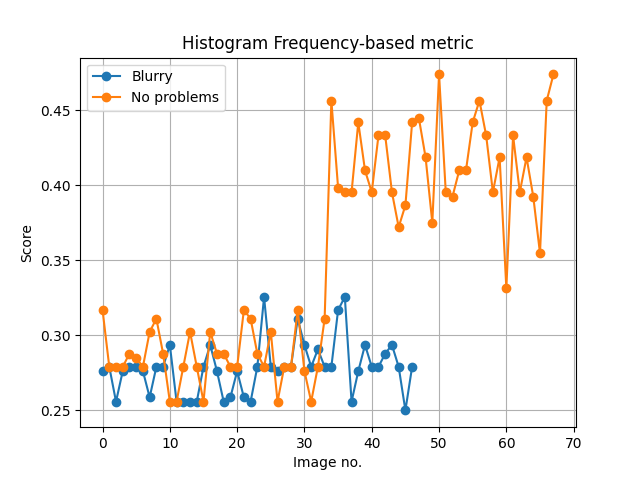 Histogram Frequency-based metric
Blurry
No problems
Score
0.45
0.40
0.35
0.30
0.25
0 10 20 30 40 50 60 70
Image no.